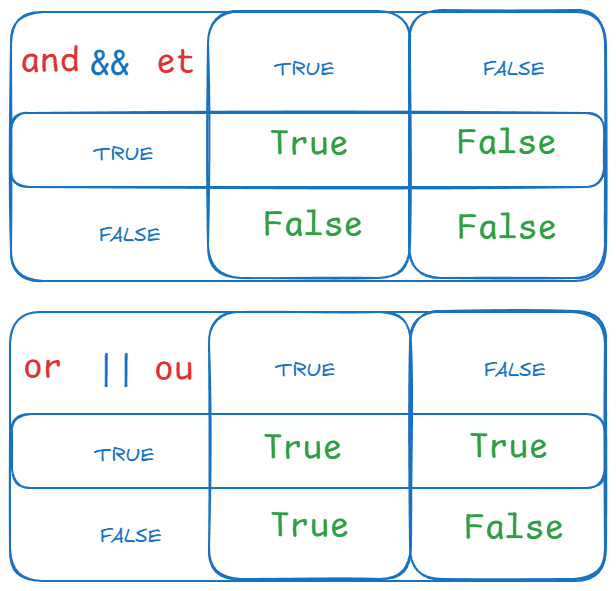 and && et TRUE FALSE
TRUE True False
FALSE False False
or || ou TRUE FALSE
TRUE True True
FALSE True False